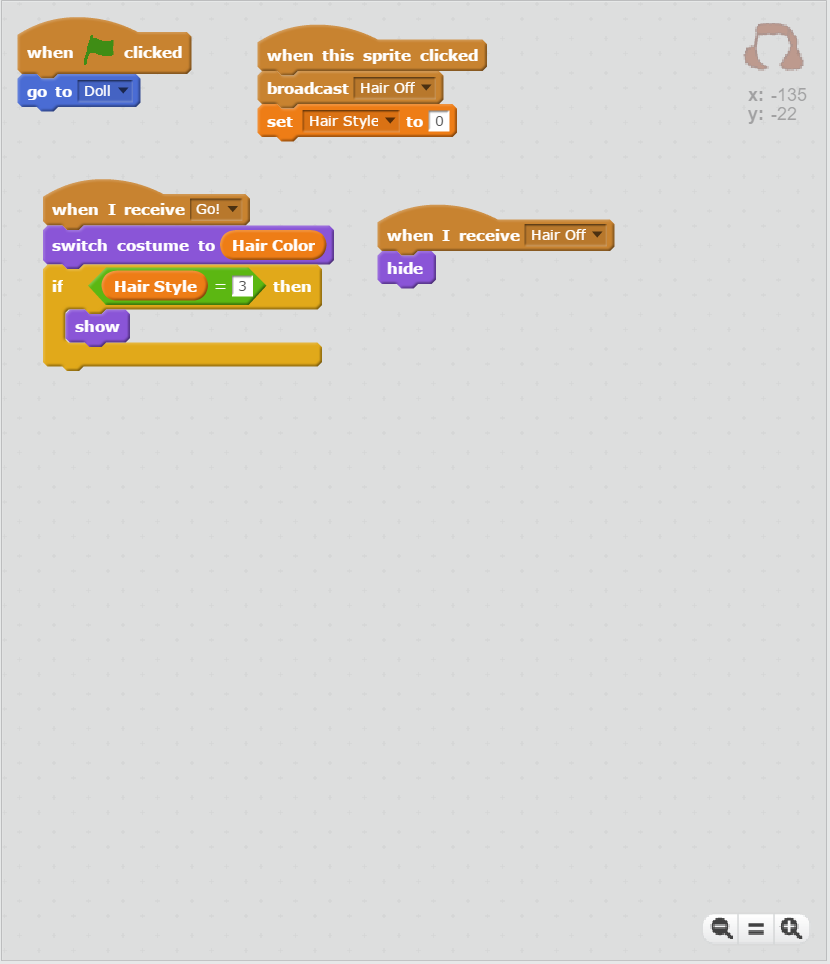 when clicked
go to Doll
when this sprite clicked
broadcast Hair Off
set Hair Style to 0
x: -135
y: -22
when I receive Go!
switch costume to Hair Color
if Hair Style = 3 then
show
when I receive Hair Off
hide